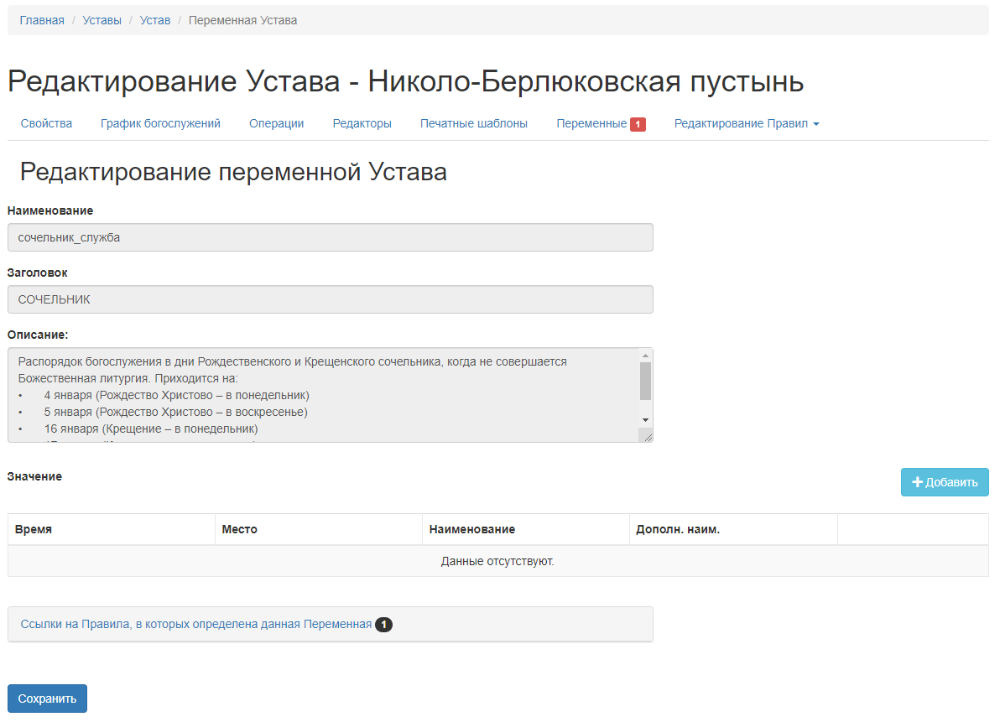 Главная / Уставы / Устав / Переменная Устава
Редактирование Устава - Николо-Берлюковская пустынь
Свойства График богослужений Операции Редакторы Печатные шаблоны Переменные 1 Редактирование Правил
Редактирование переменной Устава
Наименование
сочельник_служба
Заголовок
СОЧЕЛЬНИК
Описание:
Распорядок богослужения в дни Рождественского и Крещенского сочельника, когда не совершается
Божественная литургия. Приходится на:
• 4 января (Рождество Христово – в понедельник)
• 5 января (Рождество Христово – в воскресенье)
• 16 января (Крещение – в понедельник)
Значение
Добавить
Время Место Наименование Дополн. наим.
Данные отсутствуют.
Ссылки на Правила, в которых определена данная Переменная 1
Сохранить